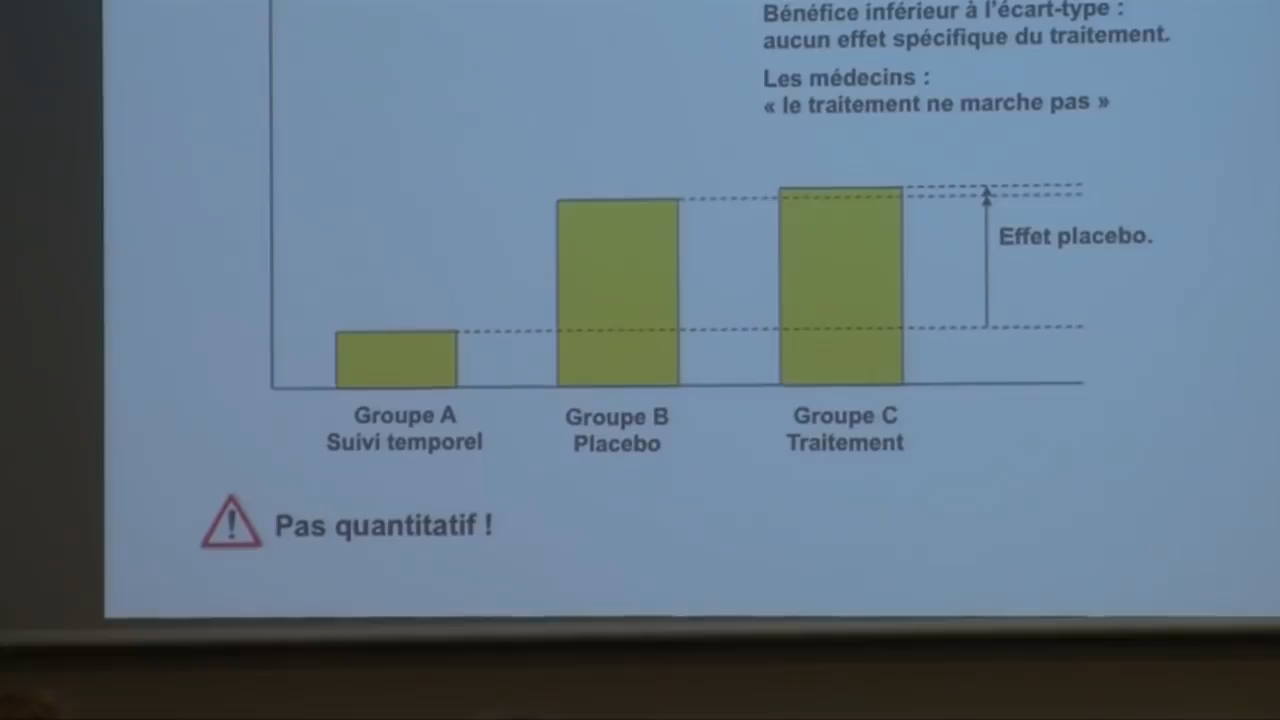 Bénéfice inférieur à l'écart-type :
aucun effet spécifique du traitement.
Les médecins :
« le traitement ne marche pas »
Effet placebo.
Groupe A
Suivi temporel
Groupe B
Placebo
Groupe C
Traitement
Pas quantitatif !